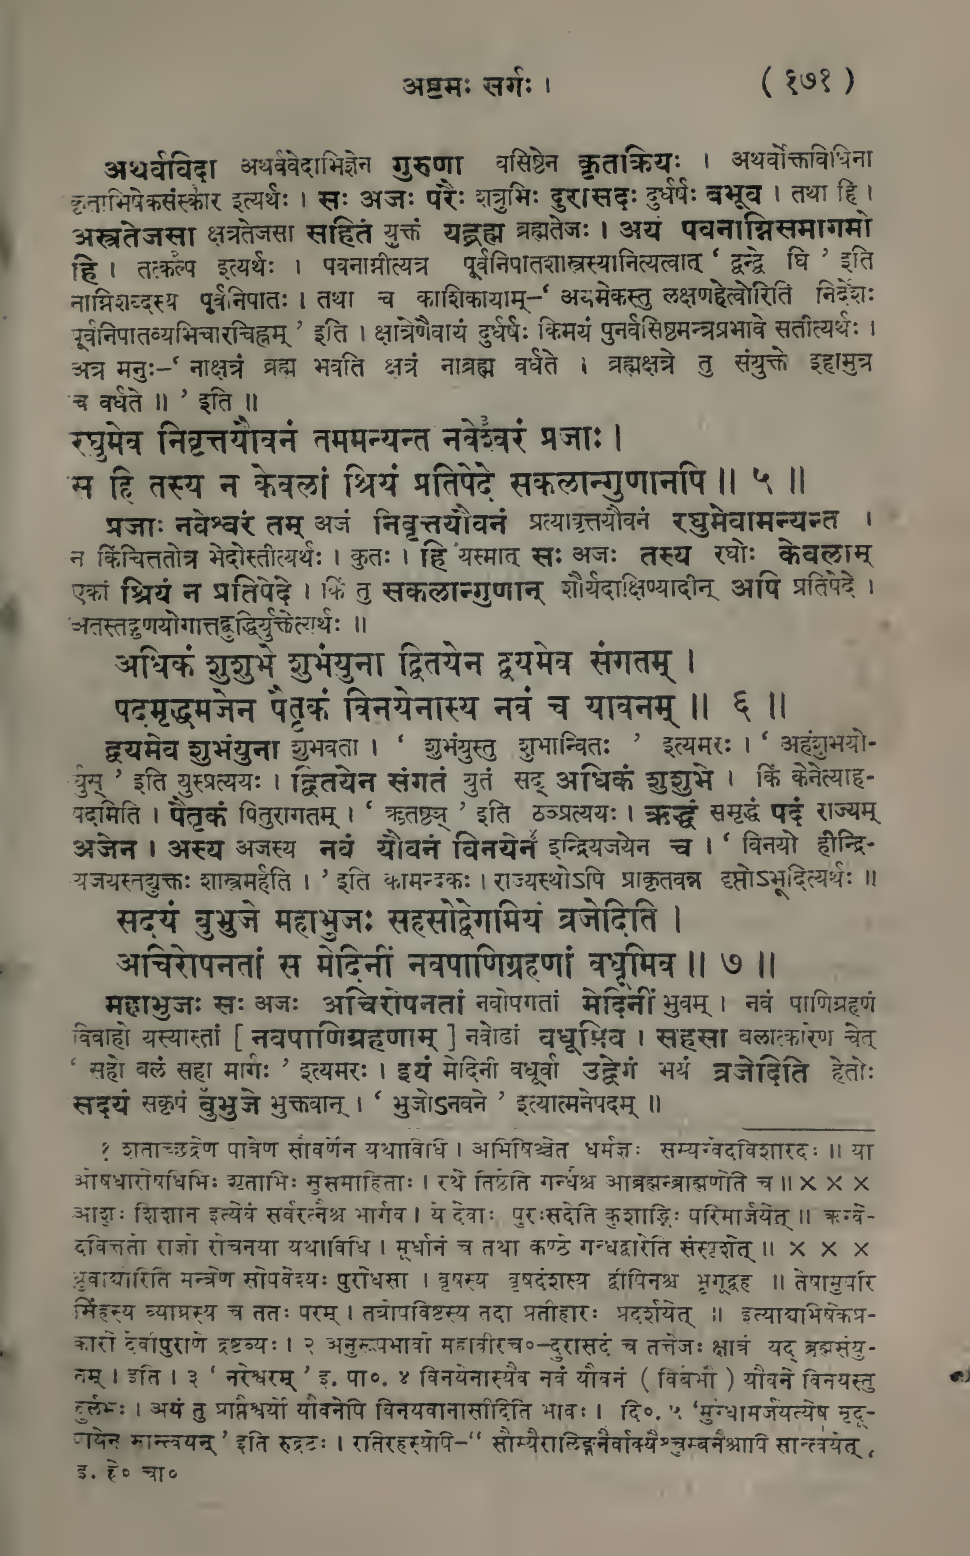 अष्टमः सर्गः ।
( १७१ )
अथर्वविदा अथर्ववेदाभिज्ञेन गुरुणा वसिष्ठेन कृतक्रियः । अथर्वोक्तविधिना
कृताभिषेकसंस्कार इत्यर्थः । सः अजः परैः शत्रुभिः दुरासदः दुर्धर्षः बभूव । तथा हि ।
अस्त्रतेजसा क्षत्रतेजसा सहितं युक्तं यद्ब्रह्म ब्रह्मतेजः । अयं पवनाग्निसमागमो
हि । तत्कल्प इत्यर्थः । पवनाग्नीत्यत्र पूर्वनिपातशास्त्रस्यानित्यत्वात् ‘ द्वन्द्वे घि ’ इति
नाग्निशब्दस्य पूर्वनिपातः । तथा च काशिकायाम्-‘ अयमेकस्तु लक्षणहेत्वोरिति निर्देशः
पूर्वनिपातव्यभिचारचिह्नम् ’ इति । क्षात्रेणैवायं दुर्धर्षः किमयं पुनर्वसिष्ठमन्त्रप्रभावे सतीत्यर्थः ।
अत्र मनुः-‘ नाक्षत्रं ब्रह्म भवति क्षत्रं नाब्रह्म वर्धते । ब्रह्मक्षत्रे तु संयुक्ते इहामुत्र
च वर्धते ॥ ’ इति ॥
रघुमेव निवृत्तयौवनं तममन्यन्त नवेश्वरं प्रजाः ।
स हि तस्य न केवलां श्रियं प्रतिपेदे सकलान्गुणानपि ॥ ५ ॥
प्रजाः नवेश्वरं तम् अजं निवृत्तयौवनं प्रत्यावृत्तयौवनं रघुमेवामन्यन्त ।
न किंचित्ततोत्र भेदोस्तीत्यर्थः । कुतः । हि यस्मात् सः अजः तस्य रघोः केवलाम्
एकां श्रियं न प्रतिपेदे । किं तु सकलान्गुणान् शौर्यदाक्षिण्यादीन् अपि प्रतिपेदे ।
अतस्तद्गुणयोगात्तद्बुद्धिर्युक्तेत्यर्थः ॥
अधिकं शुशुभे शुभंयुना द्वितयेन द्वयमेव संगतम् ।
पदमृद्धमजेन पैतृकं विनयेनास्य नवं च यौवनम् ॥ ६ ॥
द्वयमेव शुभंयुना शुभवता । ‘ शुभंयुस्तु शुभान्वितः ’ इत्यमरः । ‘ अहंशुभयो-
र्युस् ’ इति युस्प्रत्ययः । द्वितयेन संगतं युतं सद् अधिकं शुशुभे । किं केनेत्याह-
पदमिति । पैतृकं पितुरागतम् । ‘ ऋतष्ठञ् ’ इति ठञ्प्रत्ययः । ऋद्धं समृद्धं पदं राज्यम्
अजेन । अस्य अजस्य नवं यौवनं विनयेन४ इन्द्रियजयेन च । ‘ विनयो हीन्द्रि-
यजयस्तद्युक्तः शास्त्रमर्हति । ’ इति कामन्दकः । राज्यस्थोऽपि प्राकृतवन्न दृप्तोऽभूदित्यर्थः ॥
सदयं बुभुजे महाभुजः सहसोद्वेगमियं व्रजेदिति ।
अचिरोपनतां स मेदिनीं नवपाणिग्रहणां वधूमिव ॥ ७ ॥
महाभुजः सः अजः अचिरोपनतां नवोपगतां मेदिनीं भुवम् । नवं पाणिग्रहणं
विवाहो यस्यास्तां [ नवपाणिग्रहणाम् ] नवोढां वधूमिव । सहसा बलात्कारेण चेत्
‘ सहो बलं सहा मार्गः ’ इत्यमरः । इयं मेदिनी वधूर्वा उद्वेगं भयं व्रजेदिति हेतोः
सदयं सकृपं बुभुजे भुक्तवान् । ‘ भुजोऽनवने ’ इत्यात्मनेपदम् ॥
१ शताच्छिद्रेण पात्रेण सौवर्णेन यथाविधि । अभिषिञ्चेत धर्मज्ञः सम्यग्वेदविशारदः ॥ या
ओषधीरोषधिभिः सुसमाहिताः । रथे तिष्ठेति गन्धैश्च आब्रह्मन्ब्राह्मणेति च ॥ × × ×
आशुः शिशान इत्येवं सर्वरत्नैश्च भार्गव । ये देवाः पुरःसदेति कुशाद्भिः परिमार्जयेत् ॥ ऋग्वे-
दवित्ततो राज्ञो रोचनया यथाविधि । मूर्धानं च तथा कण्ठे गन्धद्वारेति संस्पृशेत् ॥ × × ×
ध्रुवाद्यौरिति मन्त्रेण सोपवेश्यः पुरोधसा । वृषस्य वृषदंशस्य द्वीपिनश्च भृगूद्वह ॥ तेषामुपरि
सिंहस्य व्याघ्रस्य च ततः परम् । तत्रोपविष्टस्य तदा प्रतीहारः प्रदर्शयेत् ॥ इत्याद्यभिषेकप्र-
कारो देवीपुराणे द्रष्टव्यः । २ अनुरूपभावो महावीरच०-दुरासदं च तत्तेजः क्षात्रं यद् ब्रह्मसंयु-
तम् । इति । ३ ‘ नरेश्वरम् ’ इ. पा०. ४ विनयेनास्यैव नवं यौवनं ( विबभौ ) यौवने विनयस्तु
दुर्लभः । अयं तु प्राप्तैश्वर्यो यौवनेपि विनयवानासीदिति भावः । दि०. ५ ‘मुग्धामर्जयत्येष मृदू-
पायेन सान्त्वयन् ’ इति रुद्रटः । रतिरहस्येपि-“ सौम्यैरालिङ्गनैर्वाक्यैश्चुम्बनैश्चापि सान्त्वयेत् ,
इ. हे० चा०